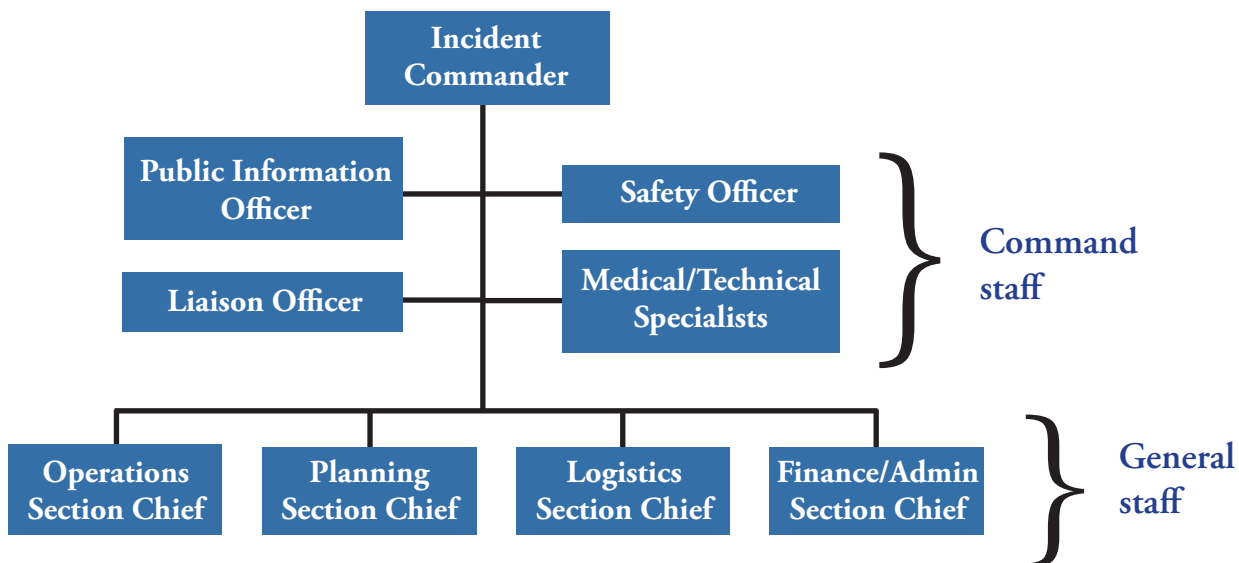 Incident
Commander
Public Information
Officer
Safety Officer
Liaison Officer
Medical/Technical
Specialists
Command
staff
Operations
Section Chief
Planning
Section Chief
Logistics
Section Chief
Finance/Admin
Section Chief
General
staff